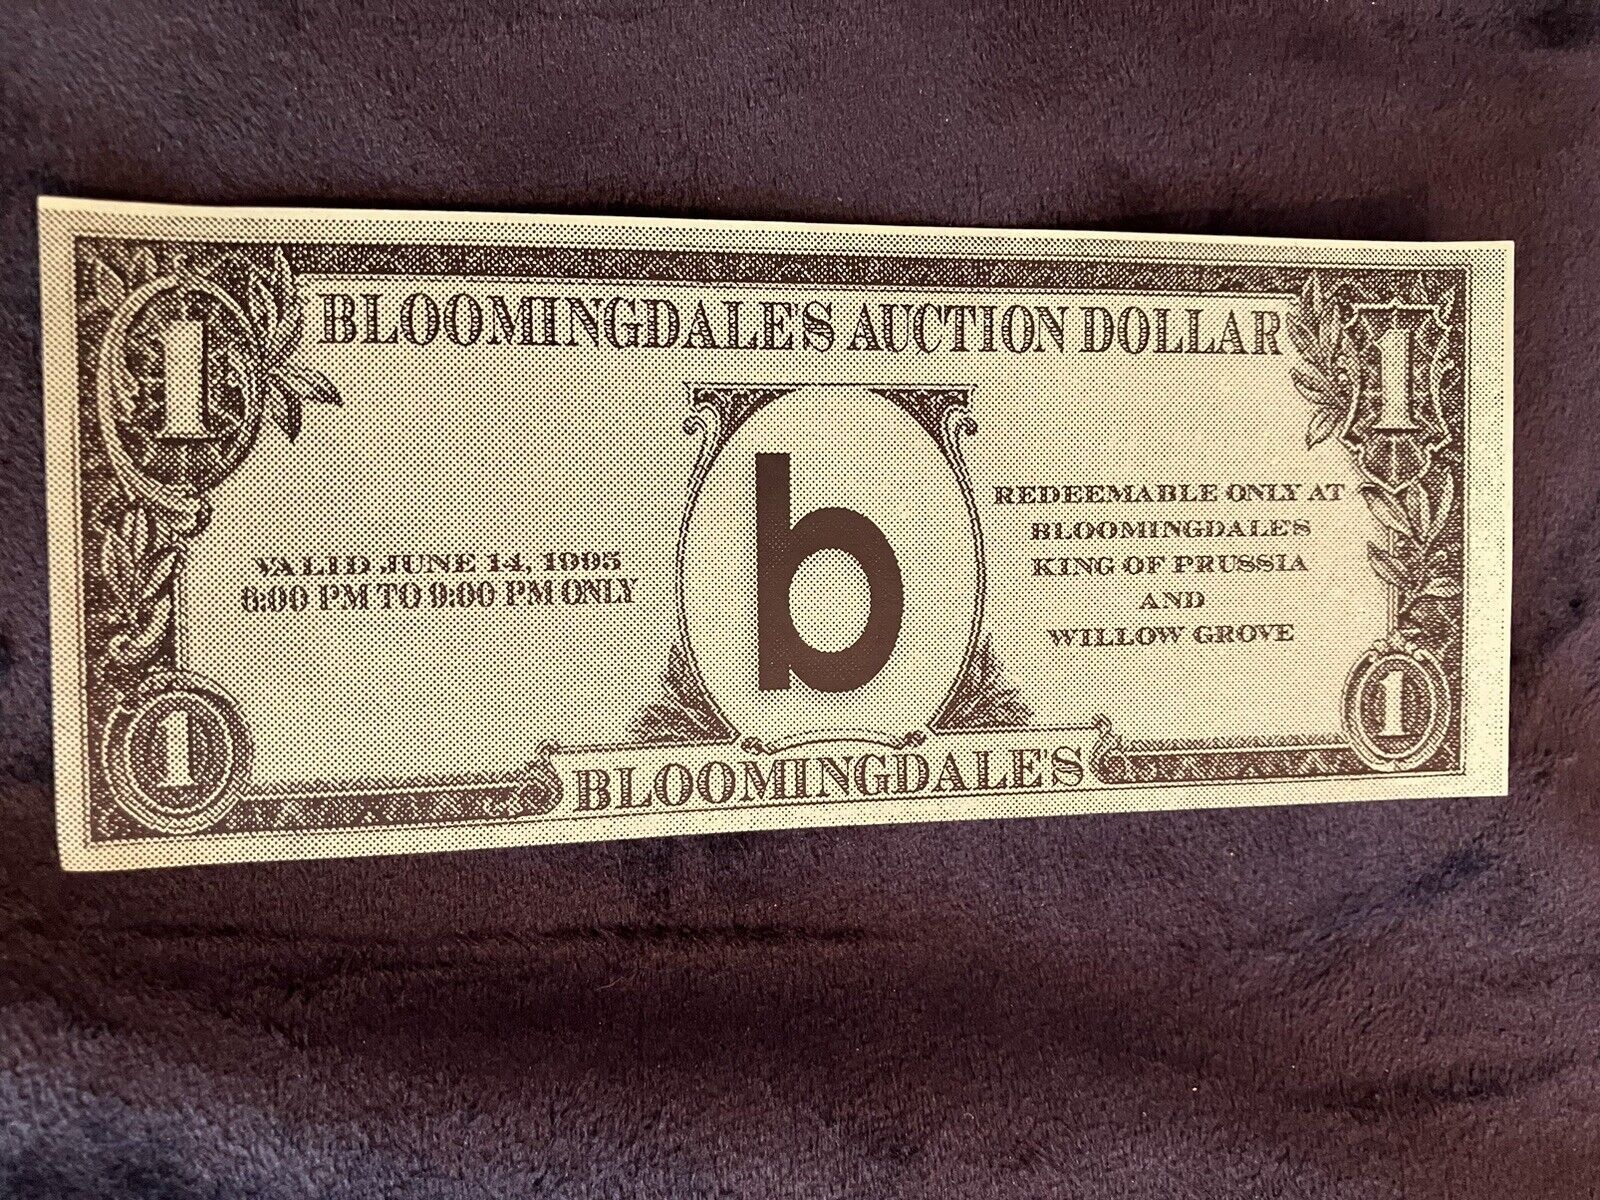 BLOOMINGDALE'S AUCTION DOLLAR
1
1
b
VALID JUNE 14, 1995
6:00 PM TO 9:00 PM ONLY
REDEEMABLE ONLY AT
BLOOMINGDALE'S
KING OF PRUSSIA
AND
WILLOW GROVE
1
1
BLOOMINGDALE'S